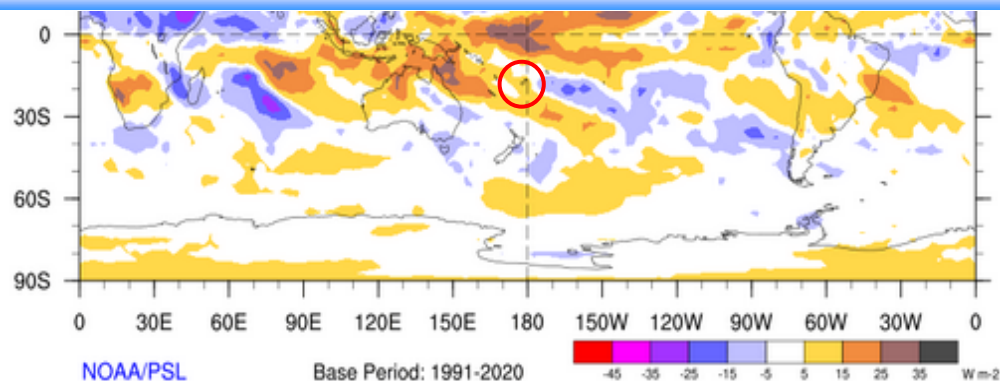 0
30S
60S
90S
0 30E 60E 90E 120E 150E 180 150W 120W 90W 60W 30W 0
NOAA/PSL Base Period: 1991-2020
-45 -35 -25 -15 -5 5 15 25 35 W m-2